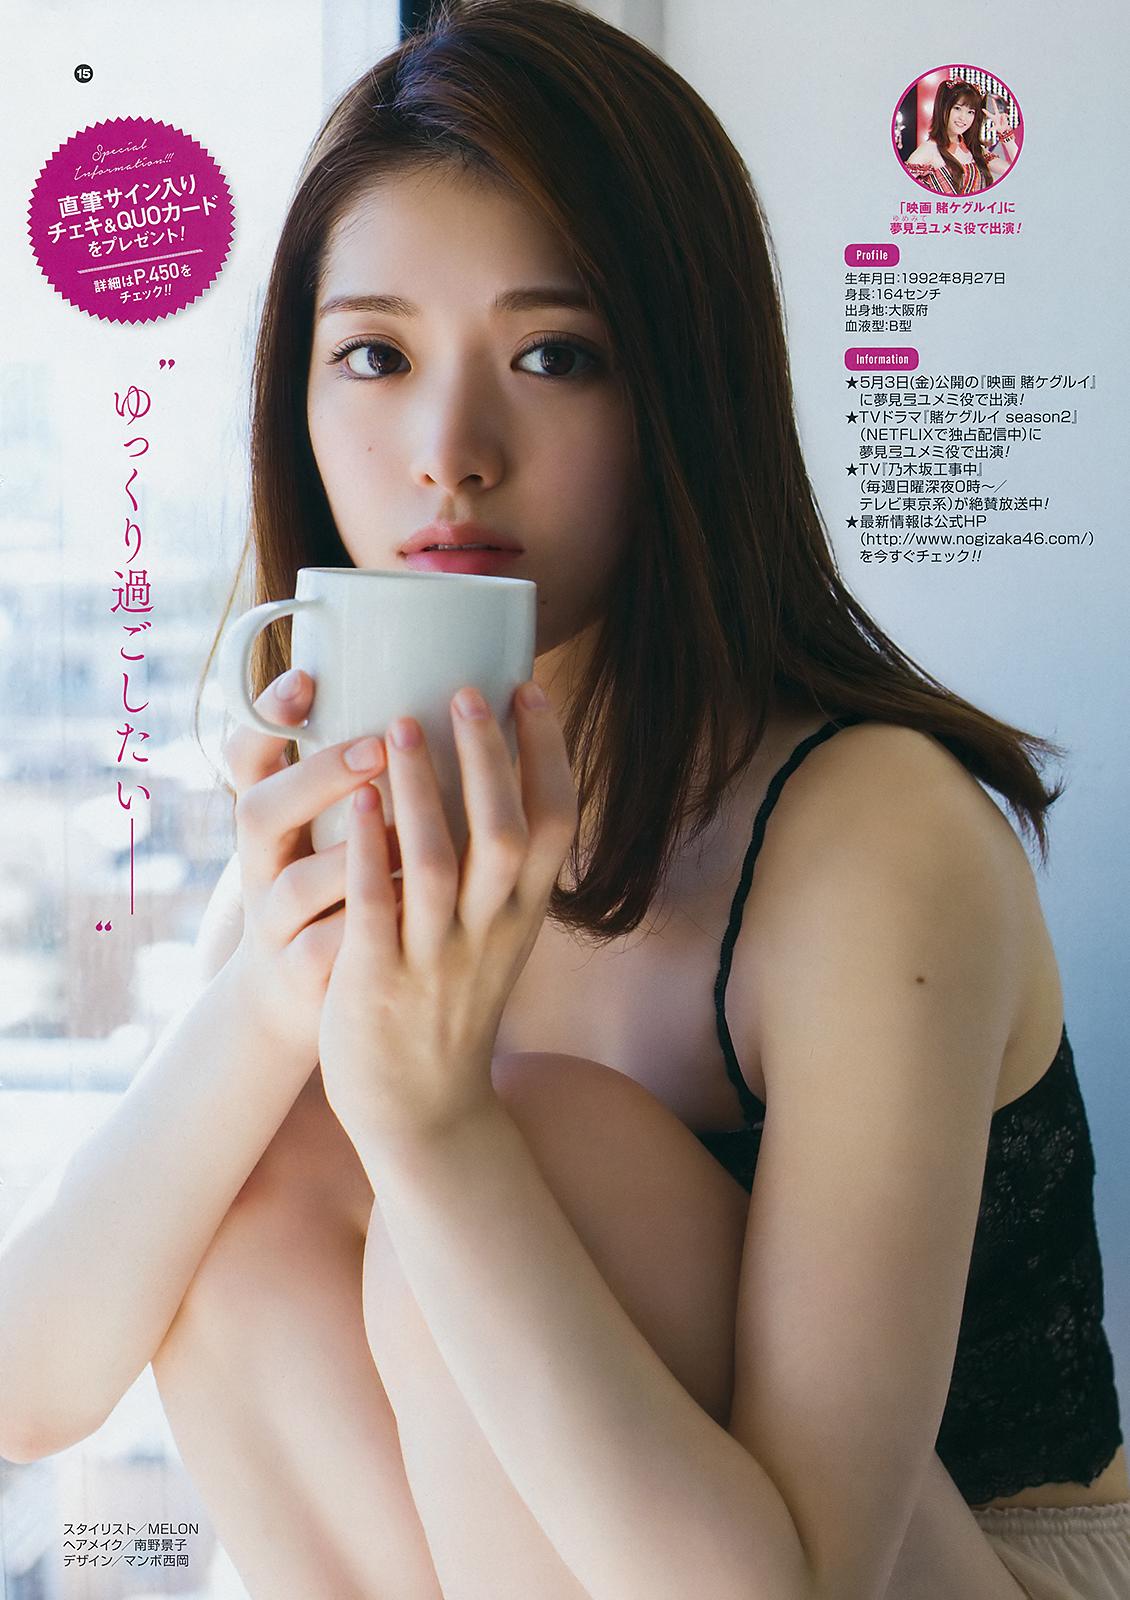 15
Special
Information!!!
直筆サイン入り
チェキ&QUOカード
をプレゼント!
詳細はP.450を
チェック!!
”
ゆっくり過ごしたい──
“
「映画 賭ケグルイ」に
ゆめみて
夢見弖ユメミ役で出演!
Profile
生年月日:1992年8月27日
身長:164センチ
出身地:大阪府
血液型:B型
Information
★5月3日(金)公開の『映画 賭ケグルイ』
に夢見弖ユメミ役で出演!
★TVドラマ『賭ケグルイ season2』
(NETFLIXで独占配信中)に
夢見弖ユメミ役で出演!
★TV『乃木坂工事中』
(毎週日曜深夜0時〜/
テレビ東京系)が絶賛放送中!
★最新情報は公式HP
(http://www.nogizaka46.com/)
を今すぐチェック!!
スタイリスト/MELON
ヘアメイク/南野景子
デザイン/マンボ西岡